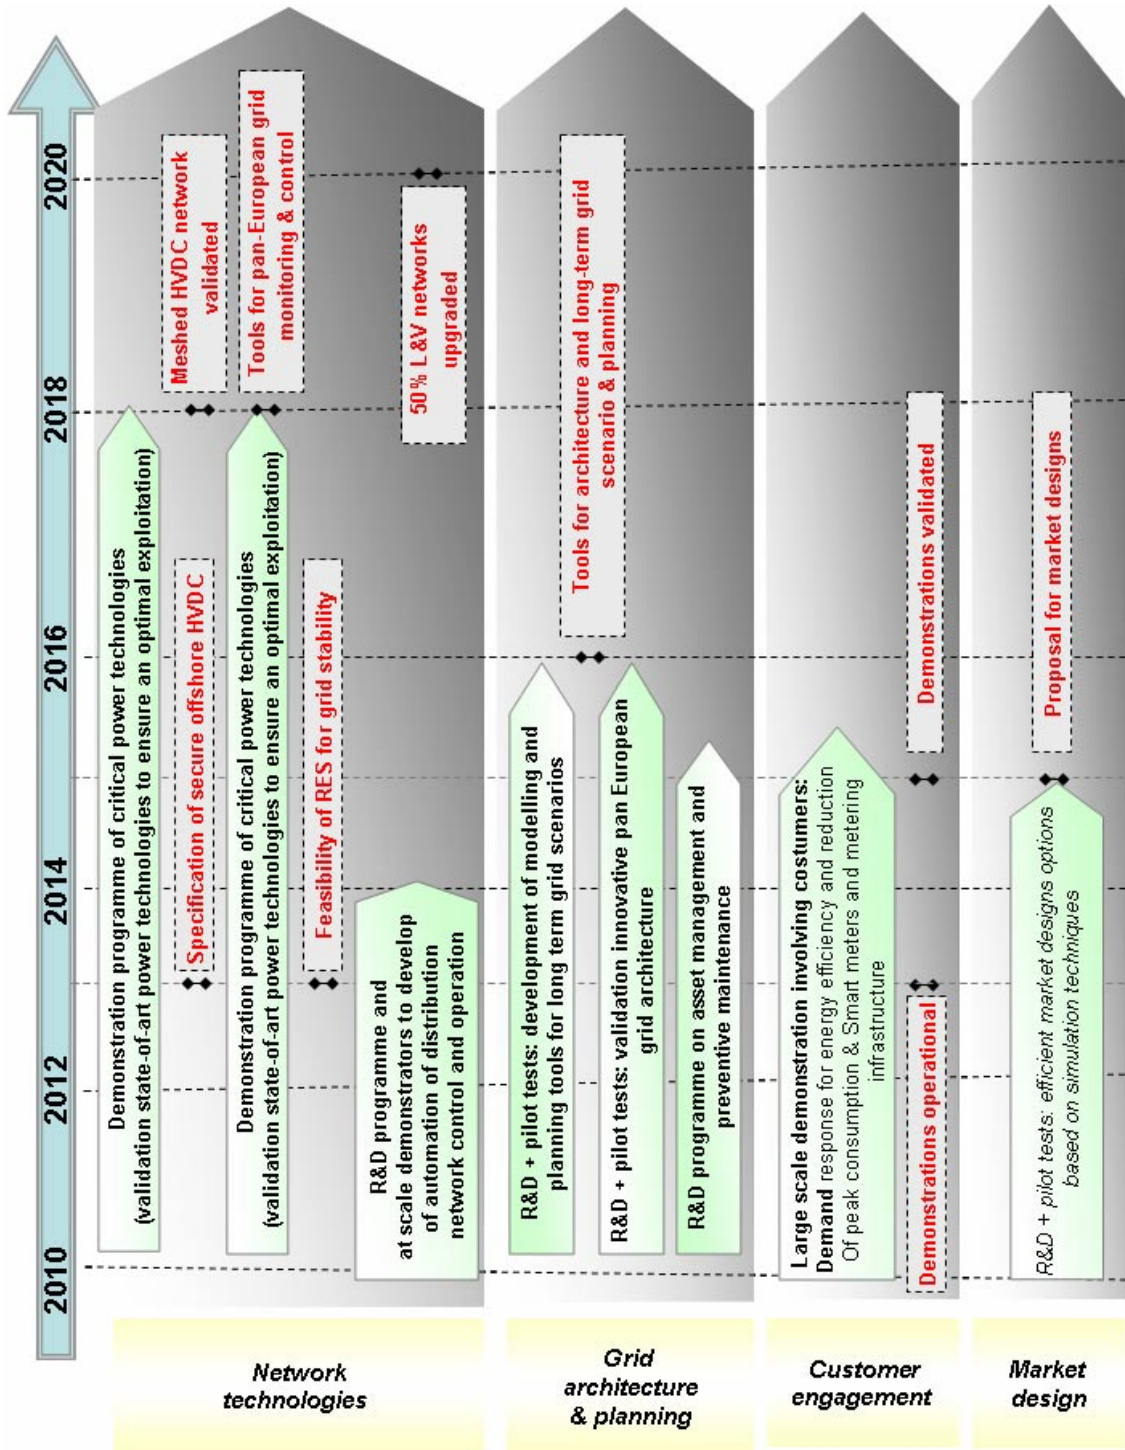 2010
2012
2014
2016
2018
2020
Network
technologies
Demonstration programme of critical power technologies
(validation state-of-art power technologies to ensure an optimal exploitation)
Meshed HVDC network
validated
Specification of secure offshore HVDC
Demonstration programme of critical power technologies
(validation state-of-art power technologies to ensure an optimal exploitation)
Tools for pan-European grid
monitoring & control
Feasibility of RES for grid stability
R&D programme and
at scale demonstrators to develop
of automation of distribution
network control and operation
50% L&V networks
upgraded
Grid
architecture
& planning
R&D + pilot tests: development of modelling and
planning tools for long term grid scenarios
Tools for architecture and long-term grid
scenario & planning
R&D + pilot tests: validation innovative pan European
grid architecture
R&D programme on asset management and
preventive maintenance
Customer
engagement
Large scale demonstration involving costumers:
Demand response for energy efficiency and reduction
Of peak consumption & Smart meters and metering
infrastructure
Demonstrations operational
Demonstrations validated
Market
design
R&D + pilot tests: efficient market designs options
based on simulation techniques
Proposal for market designs